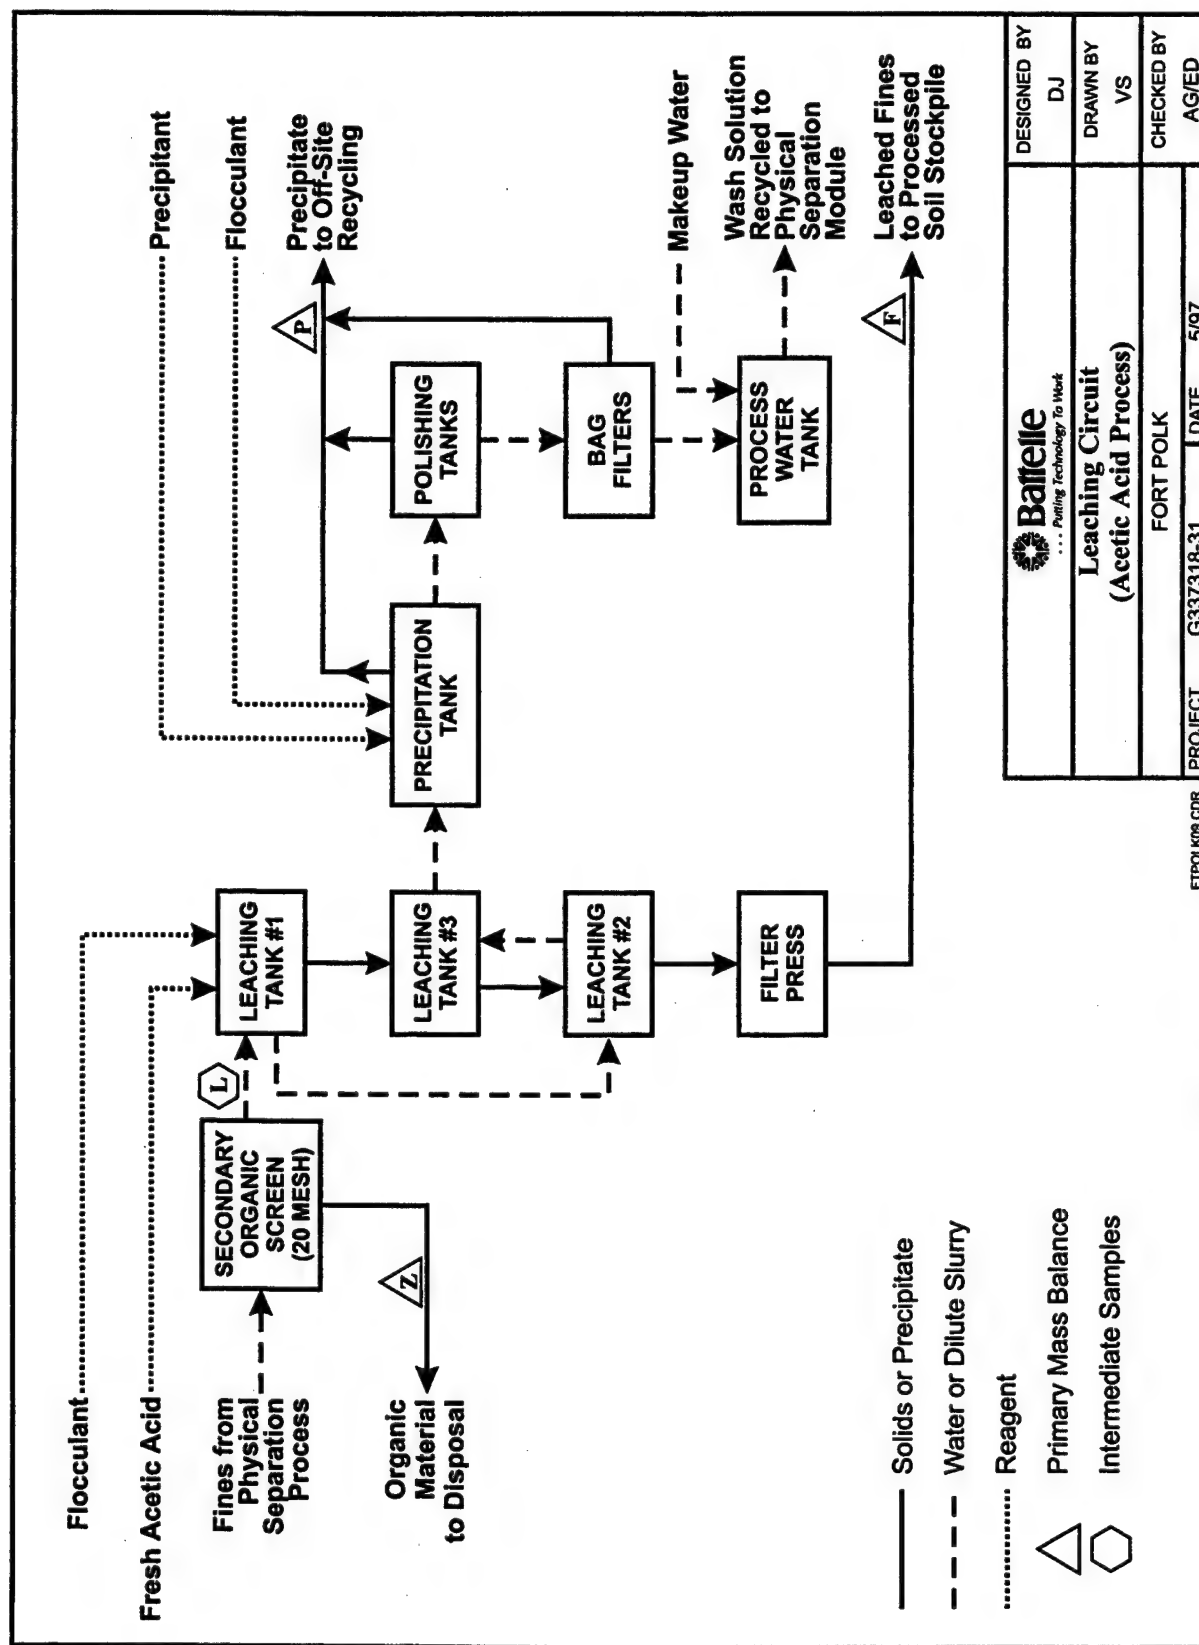 Flocculant
Fresh Acetic Acid
Fines from
Physical
Separation
Process
Organic
Material
to Disposal
SECONDARY
ORGANIC
SCREEN
(20 MESH)
Z
L
LEACHING
TANK #1
LEACHING
TANK #3
LEACHING
TANK #2
FILTER
PRESS
PRECIPITATION
TANK
POLISHING
TANKS
BAG
FILTERS
PROCESS
WATER
TANK
P
F
Precipitant
Flocculant
Precipitate
to Off-Site
Recycling
Makeup Water
Wash Solution
Recycled to
Physical
Separation
Module
Leached Fines
to Processed
Soil Stockpile
Solids or Precipitate
Water or Dilute Slurry
Reagent
Primary Mass Balance
Intermediate Samples
Battelle
. . . Putting Technology To Work
Leaching Circuit
(Acetic Acid Process)
FORT POLK
PROJECT G337318-31 DATE 5/97
DESIGNED BY
DJ
DRAWN BY
VS
CHECKED BY
AG/ED
FTPOLK09.CDR